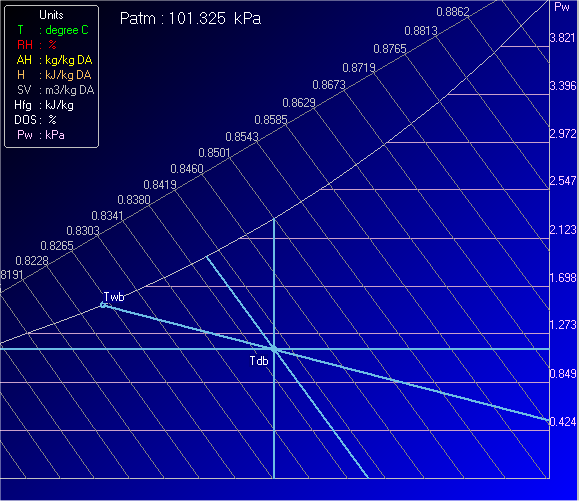 Units
T : degree C
RH : %
AH : kg/kg DA
H : kJ/kg DA
SV : m3/kg DA
Hfg : kJ/kg
DOS : %
Pw : kPa
Patm : 101.325 kPa
Pw
0.8862
0.8813
0.8765
0.8719
0.8673
0.8629
0.8585
0.8543
0.8501
0.8460
0.8419
0.8380
0.8341
0.8303
0.8265
0.8228
8191
3.821
3.396
2.972
2.547
2.123
1.698
1.273
0.849
0.424
Twb
Tdb